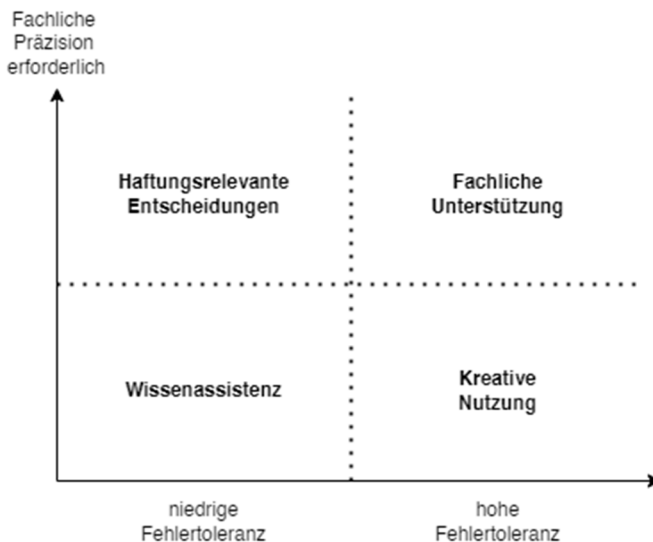 Fachliche
Präzision
erforderlich
Haftungsrelevante
Entscheidungen
Fachliche
Unterstützung
Wissenassistenz
Kreative
Nutzung
niedrige
Fehlertoleranz
hohe
Fehlertoleranz